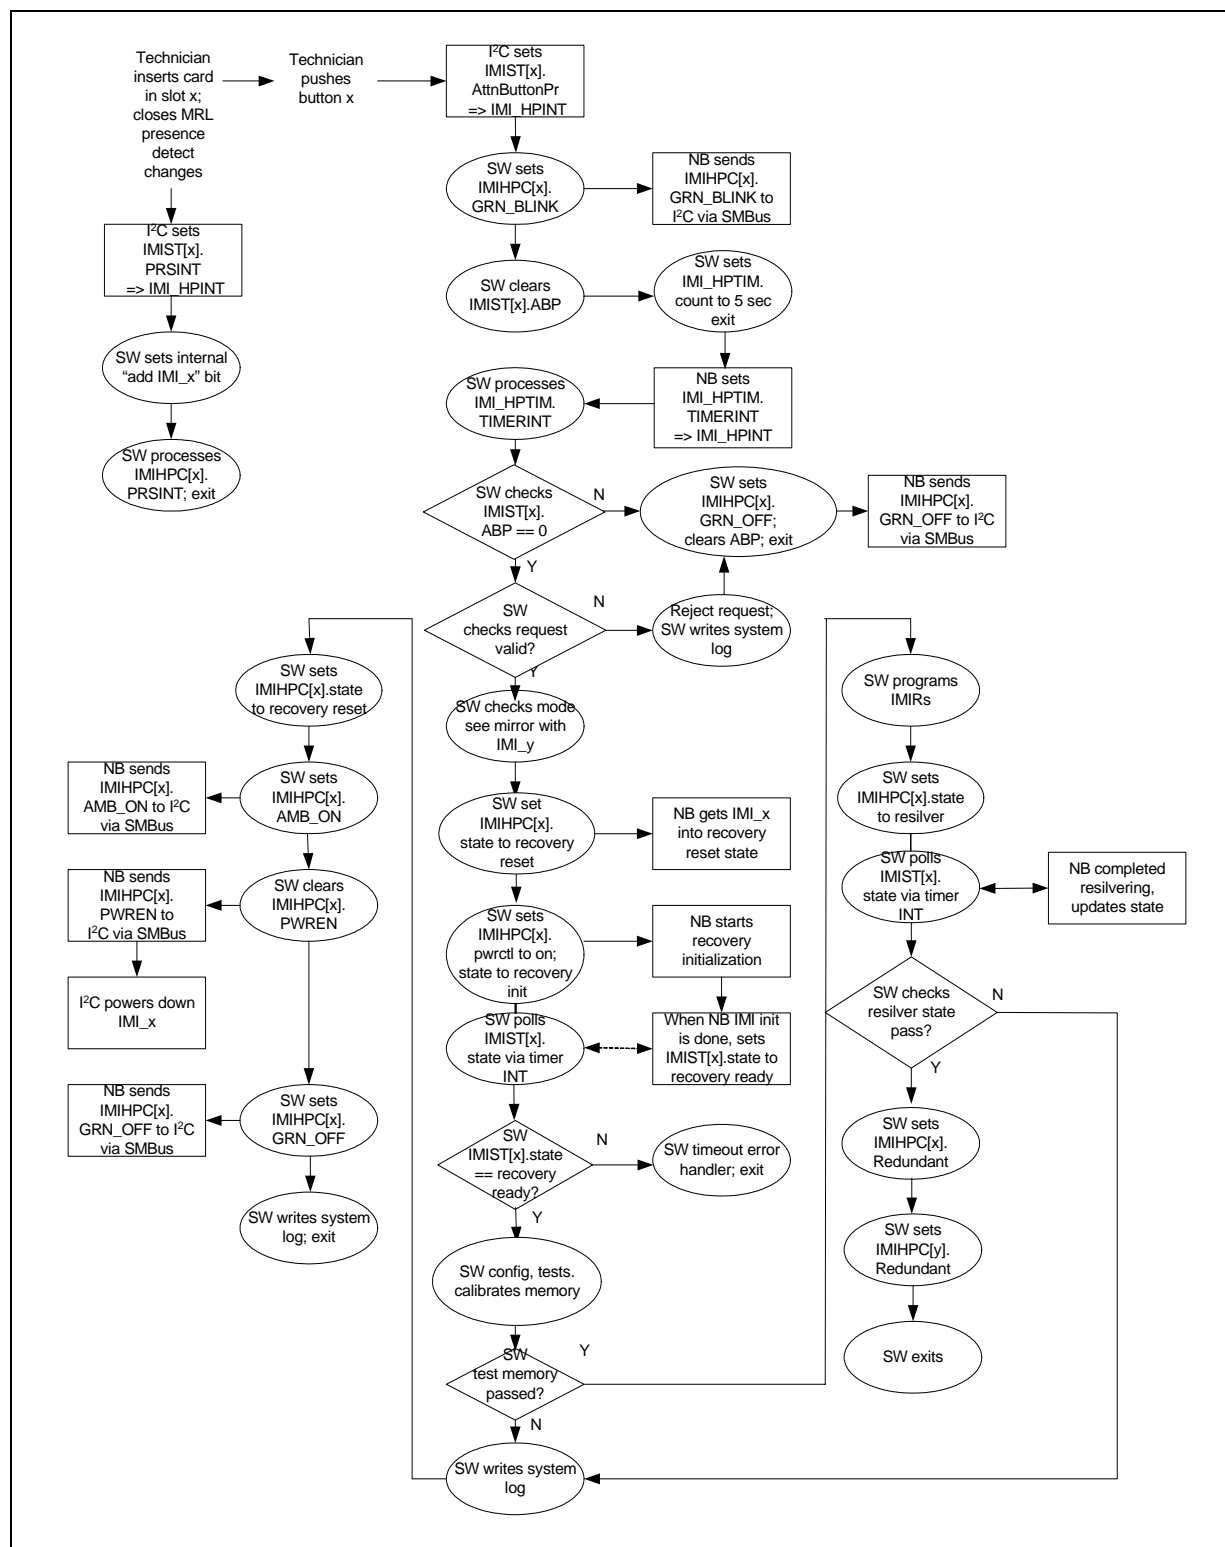 Technician
inserts card
in slot x;
closes MRL
presence
detect
changes
Technician
pushes
button x
I²C sets
IMIST[x].
AttnButtonPr
=> IMI_HPINT
SW sets
IMIHPC[x].
GRN_BLINK
NB sends
IMIHPC[x].
GRN_BLINK to
I²C via SMBus
I²C sets
IMIST[x].
PRSINT
=> IMI_HPINT
SW clears
IMIST[x].ABP
SW sets
IMI_HPTIM.
count to 5 sec
exit
SW sets internal
“add IMI_x” bit
SW processes
IMI_HPTIM.
TIMERINT
NB sets
IMI_HPTIM.
TIMERINT
=> IMI_HPINT
SW processes
IMIHPC[x].
PRSINT; exit
SW checks
IMIST[x].
ABP == 0
N
Y
SW sets
IMIHPC[x].
GRN_OFF;
clears ABP; exit
NB sends
IMIHPC[x].
GRN_OFF to I²C
via SMBus
SW
checks request
valid?
N
Y
Reject request;
SW writes system
log
SW sets
IMIHPC[x].state
to recovery reset
SW checks mode
see mirror with
IMI_y
SW programs
IMIRs
NB sends
IMIHPC[x].
AMB_ON to I²C
via SMBus
SW sets
IMIHPC[x].
AMB_ON
SW set
IMIHPC[x].
state to recovery
reset
NB gets IMI_x
into recovery
reset state
SW sets
IMIHPC[x].state
to resilver
NB sends
IMIHPC[x].
PWREN to
I²C via SMBus
SW clears
IMIHPC[x].
PWREN
SW sets
IMIHPC[x].
pwrctl to on;
state to recovery
init
NB starts
recovery
initialization
SW polls
IMIST[x].
state via timer
INT
NB completed
resilvering,
updates state
I²C powers down
IMI_x
SW polls
IMIST[x].
state via timer
INT
When NB IMI init
is done, sets
IMIST[x].state to
recovery ready
SW checks
resilver state
pass?
N
Y
NB sends
IMIHPC[x].
GRN_OFF to I²C
via SMBus
SW sets
IMIHPC[x].
GRN_OFF
SW
IMIST[x].state
== recovery
ready?
N
Y
SW timeout error
handler; exit
SW sets
IMIHPC[x].
Redundant
SW writes system
log; exit
SW config, tests.
calibrates memory
SW sets
IMIHPC[y].
Redundant
SW
test memory
passed?
Y
N
SW exits
SW writes system
log